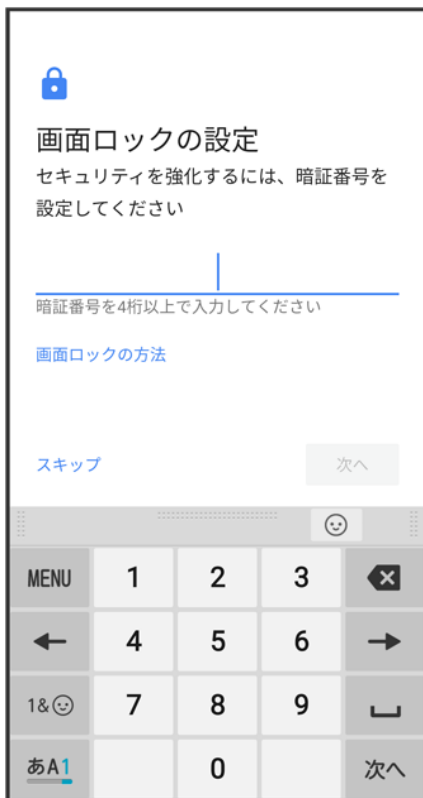 画面ロックの設定
セキュリティを強化するには、暗証番号を
設定してください
暗証番号を4桁以上で入力してください
画面ロックの方法
スキップ
次へ
MENU 1 2 3
4 5 6
1& 7 8 9
あA1 0 次へ